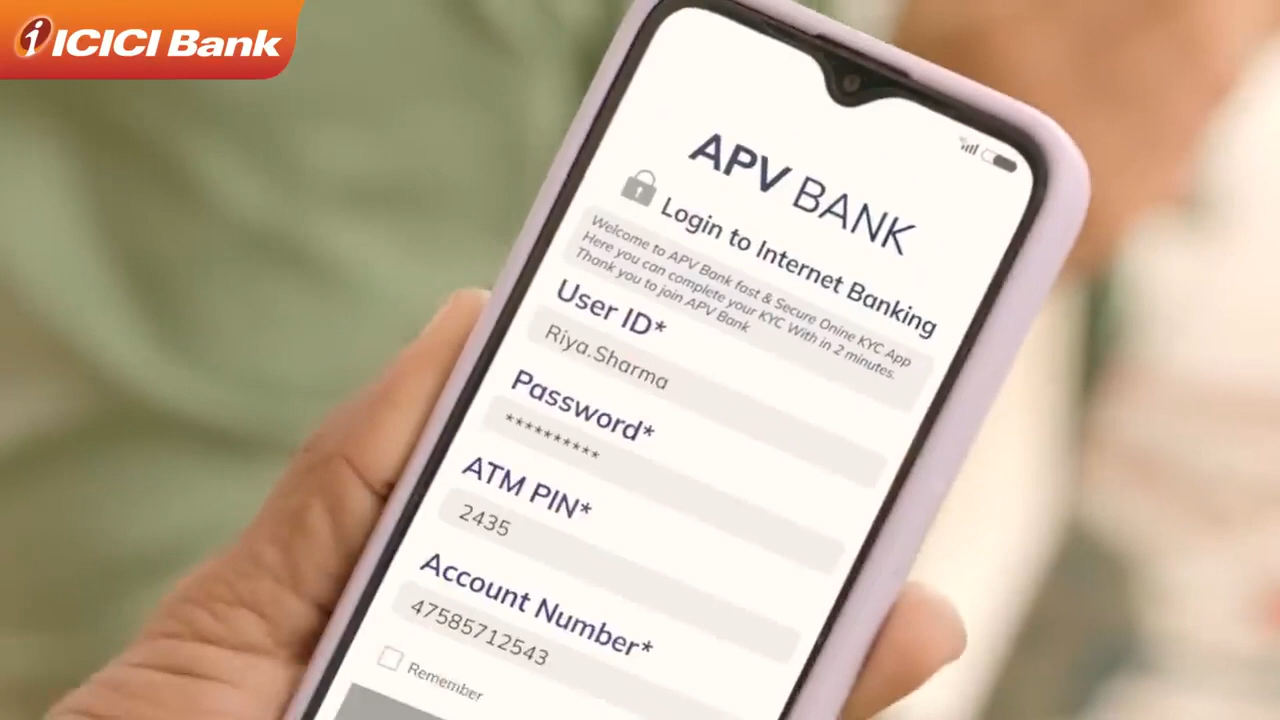 ICICI Bank
APV BANK
Login to Internet Banking
Welcome to APV Bank fast & Secure Onine KYC App
Here you can complete your KYC With in 2 minutes.
Thank you to join APV Bank
User ID*
Riya.Sharma
Password*
**********
ATM PIN*
2435
Account Number*
47585712543
Remember